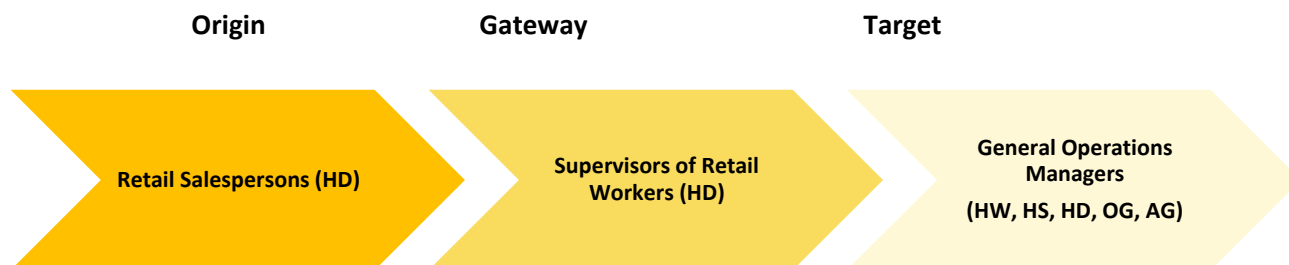 Origin
Gateway
Target
Retail Salespersons (HD)
Supervisors of Retail
Workers (HD)
General Operations
Managers
(HW, HS, HD, OG, AG)